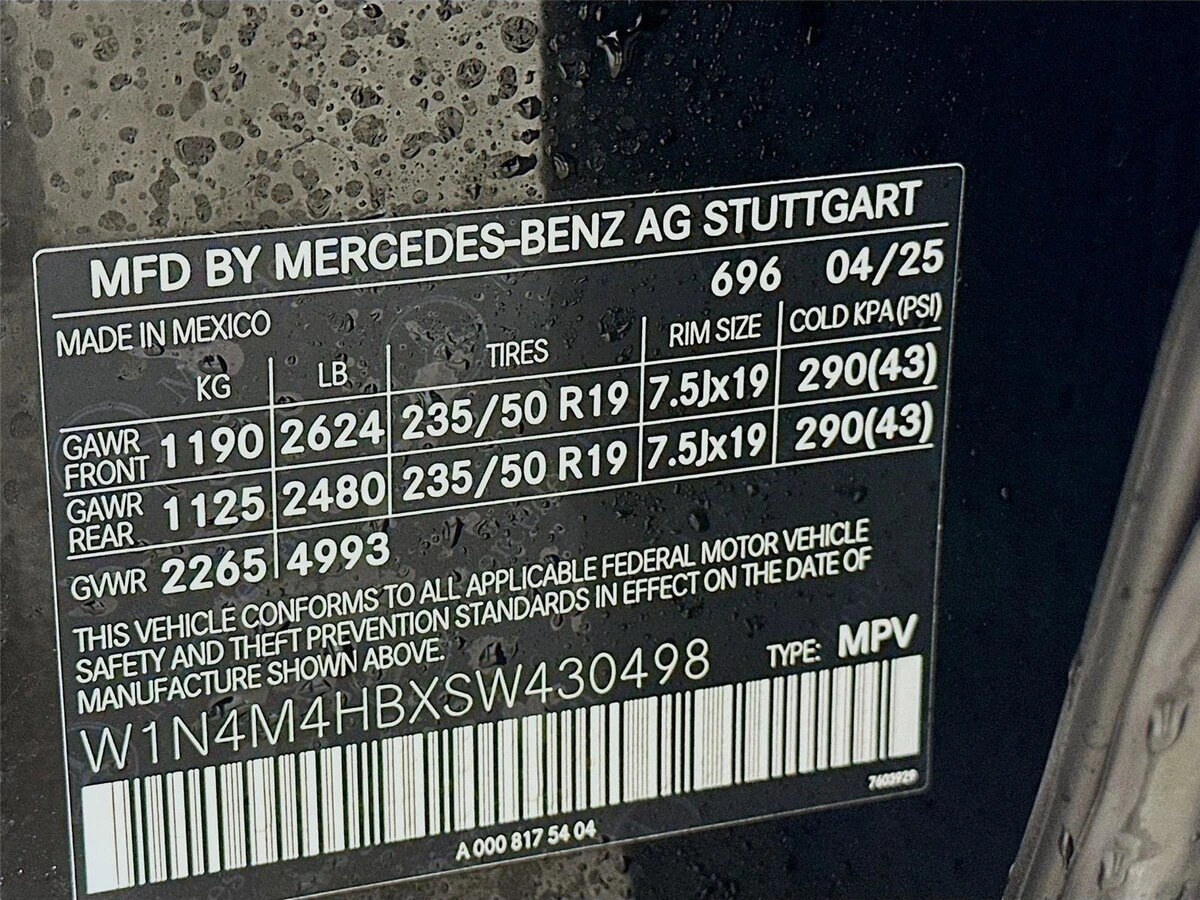 MFD BY MERCEDES-BENZ AG STUTTGART
696 04/25
MADE IN MEXICO
KG LB TIRES RIM SIZE COLD KPA (PSI)
GAWR FRONT 1190 2624 235/50 R19 7.5Jx19 290(43)
GAWR REAR 1125 2480 235/50 R19 7.5Jx19 290(43)
GVWR 2265 4993
THIS VEHICLE CONFORMS TO ALL APPLICABLE FEDERAL MOTOR VEHICLE
SAFETY AND THEFT PREVENTION STANDARDS IN EFFECT ON THE DATE OF
MANUFACTURE SHOWN ABOVE.
W1N4M4HBXSW430498 TYPE: MPV
7603929
A 000 817 54 04